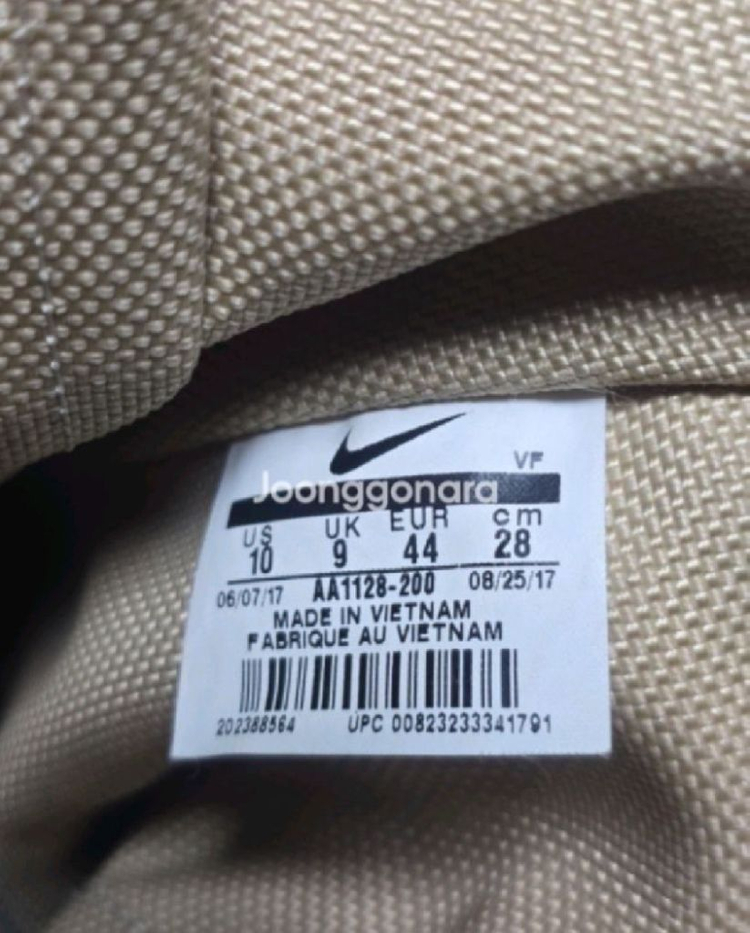 VF
Joonggonara
US UK EUR cm
10 9 44 28
06/07/17 AA1128-200 08/25/17
MADE IN VIETNAM
FABRIQUE AU VIETNAM
202388564 UPC 00823233341791